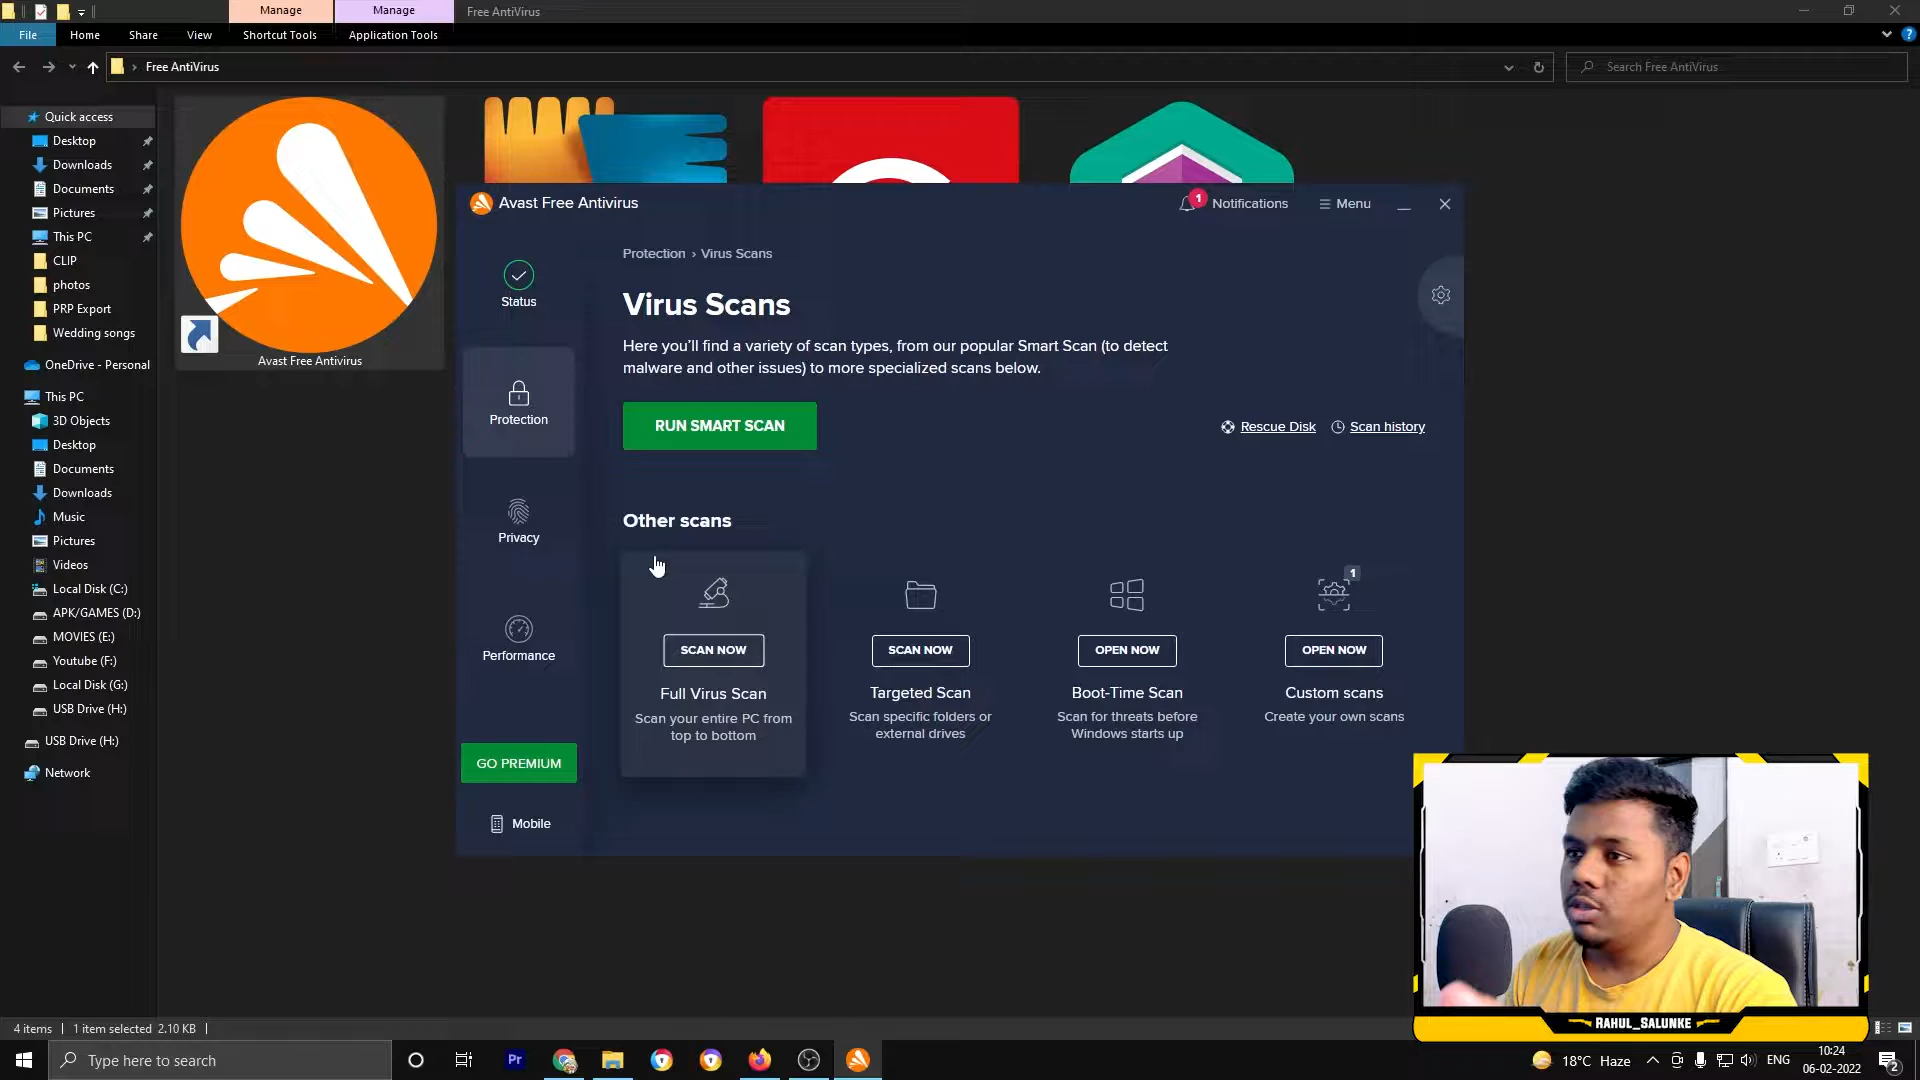 Manage
Manage
Free AntiVirus
File
Home
Share
View
Shortcut Tools
Application Tools
Free AntiVirus
Search Free AntiVirus
Quick access
Desktop
Downloads
Documents
Pictures
This PC
CLIP
photos
PRP Export
Wedding songs
OneDrive - Personal
This PC
3D Objects
Desktop
Documents
Downloads
Music
Pictures
Videos
Local Disk (C:)
APK/GAMES (D:)
MOVIES (E:)
Youtube (F:)
Local Disk (G:)
USB Drive (H:)
USB Drive (H:)
Network
Avast Free Antivirus
Avast Free Antivirus
1
Notifications
Menu
Status
Protection
Privacy
Performance
GO PREMIUM
Mobile
Protection › Virus Scans
Virus Scans
Here you'll find a variety of scan types, from our popular Smart Scan (to detect
malware and other issues) to more specialized scans below.
RUN SMART SCAN
Rescue Disk
Scan history
Other scans
SCAN NOW
Full Virus Scan
Scan your entire PC from
top to bottom
SCAN NOW
Targeted Scan
Scan specific folders or
external drives
OPEN NOW
Boot-Time Scan
Scan for threats before
Windows starts up
1
OPEN NOW
Custom scans
Create your own scans
RAHUL_SALUNKE
4 items
1 item selected 2.10 KB
Type here to search
Pr
18°C Haze
ENG
10:24
06-02-2022
2